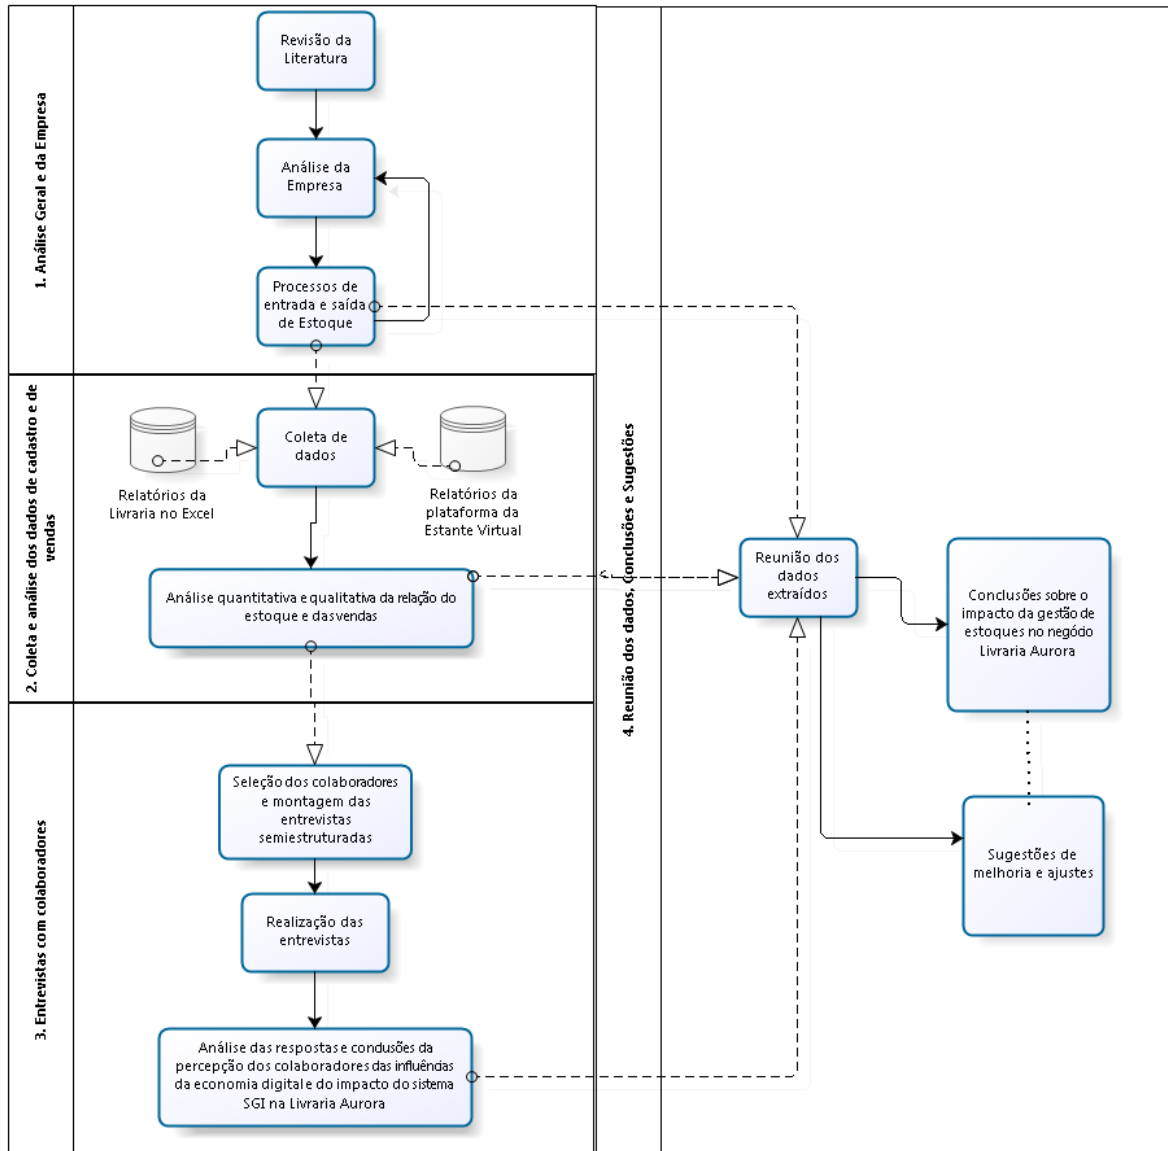 1. Análise Geral e da Empresa
Revisão da
Literatura
Análise da
Empresa
Processos de
entrada e saída
de Estoque
2. Coleta e análise dos dados de cadastro e de
vendas
Coleta de
dados
Relatórios da
Livraria no Excel
Relatórios da
plataforma da
Estante Virtual
Análise quantitativa e qualitativa da relação do
estoque e das vendas
3. Entrevistas com colaboradores
Seleção dos colaboradores
e montagem das
entrevistas
semiestruturadas
Realização das
entrevistas
Análise das respostas e conclusões da
percepção dos colaboradores das influências
da economia digital e do impacto do sistema
SGI na Livraria Aurora
4. Reunião dos dados, Conclusões e Sugestões
Reunião dos
dados
extraídos
Conclusões sobre o
impacto da gestão de
estoques no negócio
Livraria Aurora
Sugestões de
melhoria e ajustes